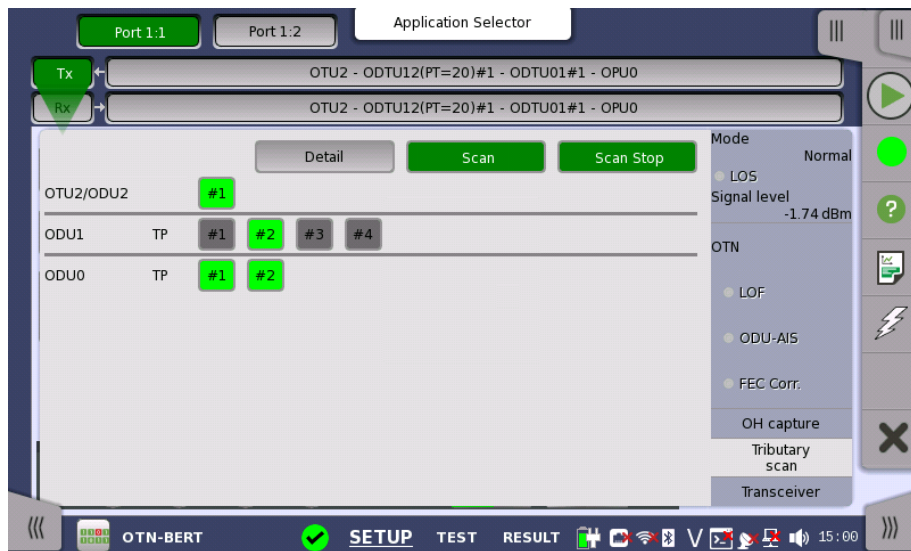 Application Selector
Port 1:1 Port 1:2
Tx OTU2 - ODTU12(PT=20)#1 - ODTU01#1 - OPU0
Rx OTU2 - ODTU12(PT=20)#1 - ODTU01#1 - OPU0
Detail Scan Scan Stop
OTU2/ODU2 #1
ODU1 TP #1 #2 #3 #4
ODU0 TP #1 #2
Mode
Normal
LOS
Signal level
-1.74 dBm
OTN
LOF
ODU-AIS
FEC Corr.
OH capture
Tributary
scan
Transceiver
OTN-BERT SETUP TEST RESULT V 15:00